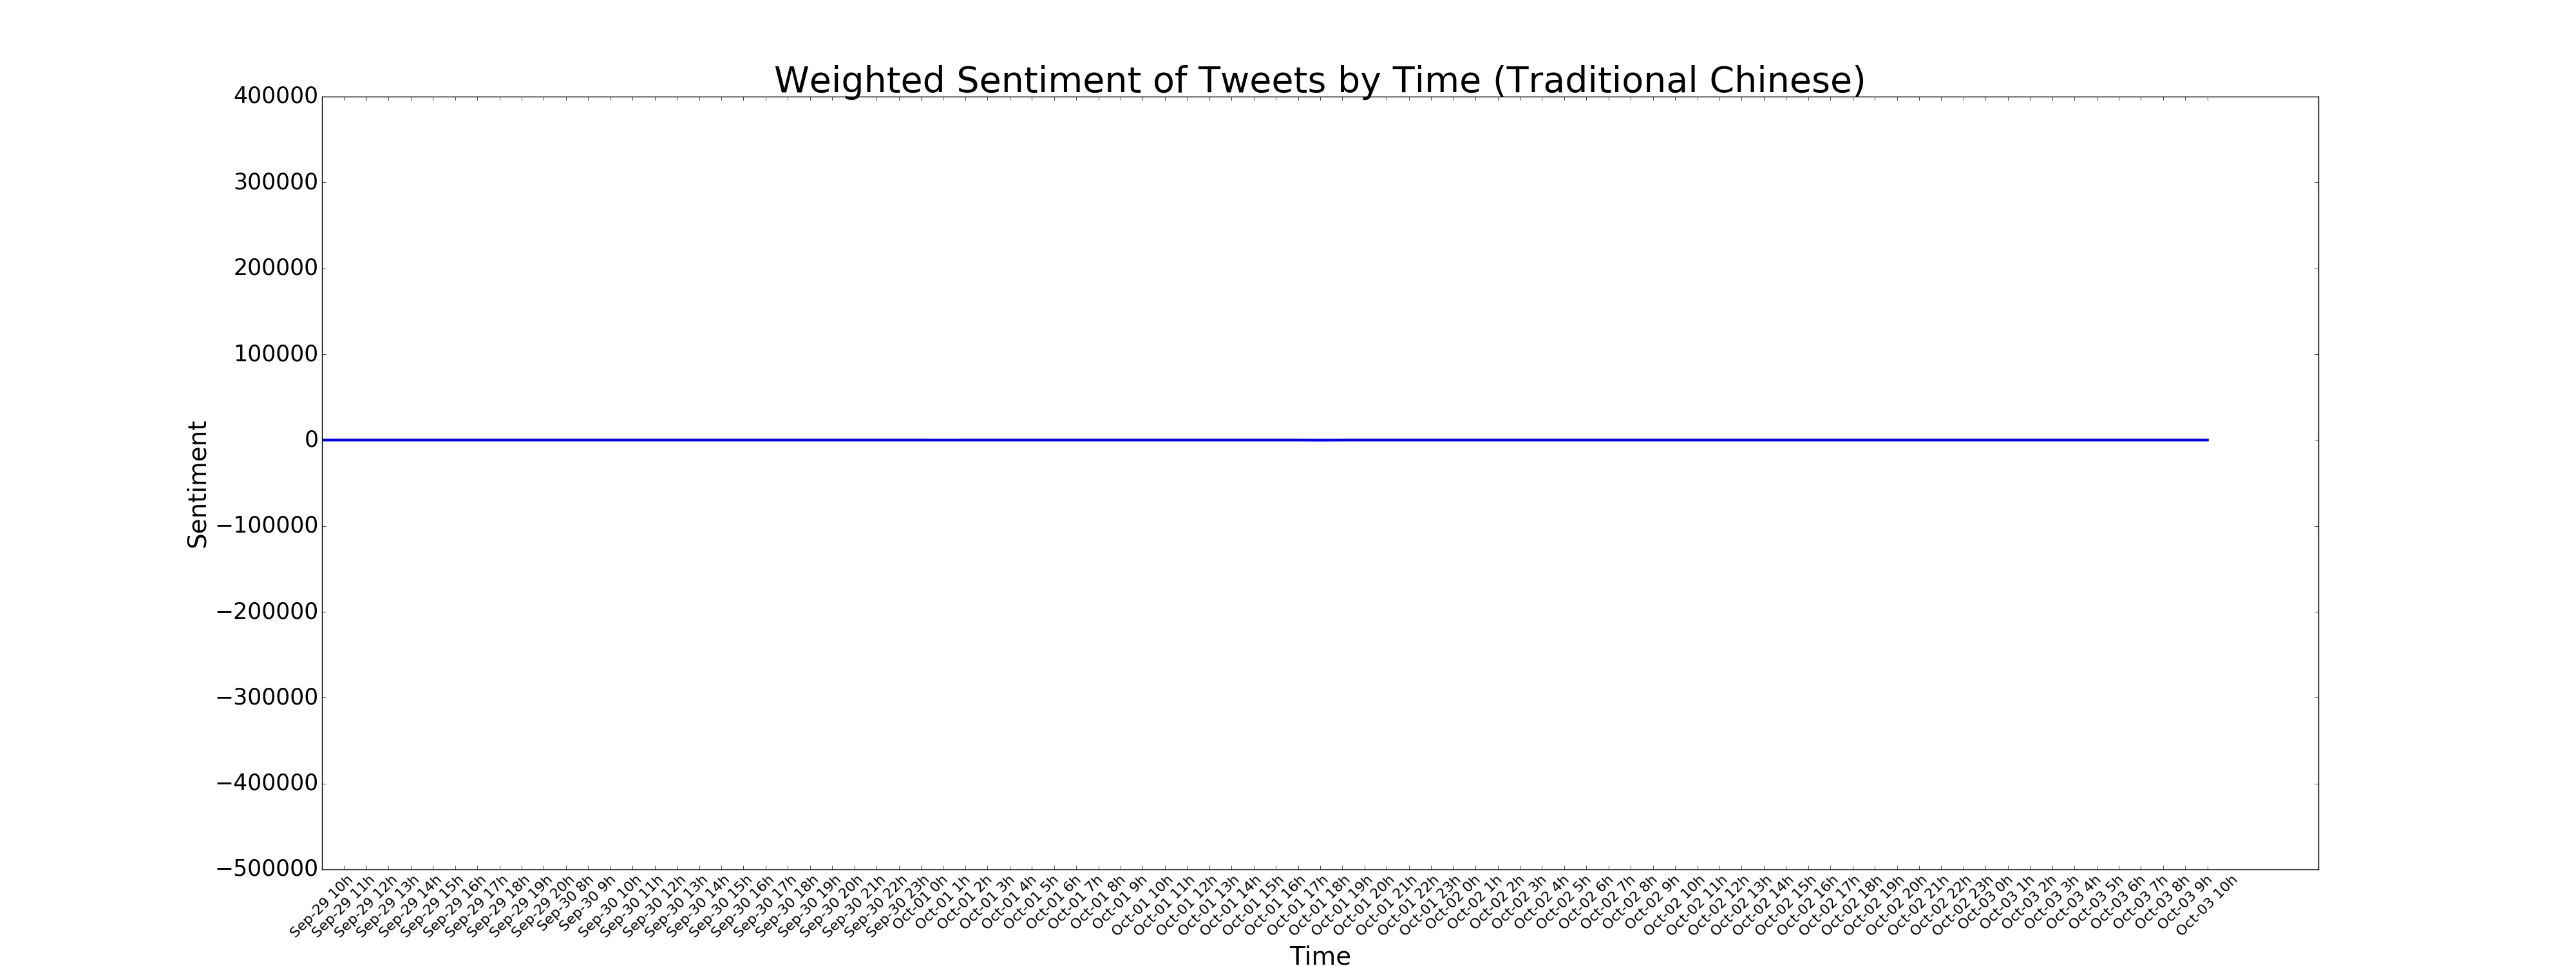 Weighted Sentiment of Tweets by Time (Traditional Chinese)
400000
300000
200000
100000
0
−100000
−200000
−300000
−400000
−500000
Sentiment
Sep-29 10h
Sep-29 11h
Sep-29 12h
Sep-29 13h
Sep-29 14h
Sep-29 15h
Sep-29 16h
Sep-29 17h
Sep-29 18h
Sep-29 19h
Sep-29 20h
Sep-30 8h
Sep-30 9h
Sep-30 10h
Sep-30 11h
Sep-30 12h
Sep-30 13h
Sep-30 14h
Sep-30 15h
Sep-30 16h
Sep-30 17h
Sep-30 18h
Sep-30 19h
Sep-30 20h
Sep-30 21h
Sep-30 22h
Sep-30 23h
Oct-01 0h
Oct-01 1h
Oct-01 2h
Oct-01 3h
Oct-01 4h
Oct-01 5h
Oct-01 6h
Oct-01 7h
Oct-01 8h
Oct-01 9h
Oct-01 10h
Oct-01 11h
Oct-01 12h
Oct-01 13h
Oct-01 14h
Oct-01 15h
Oct-01 16h
Oct-01 17h
Oct-01 18h
Oct-01 19h
Oct-01 20h
Oct-01 21h
Oct-01 22h
Oct-01 23h
Oct-02 0h
Oct-02 1h
Oct-02 2h
Oct-02 3h
Oct-02 4h
Oct-02 5h
Oct-02 6h
Oct-02 7h
Oct-02 8h
Oct-02 9h
Oct-02 10h
Oct-02 11h
Oct-02 12h
Oct-02 13h
Oct-02 14h
Oct-02 15h
Oct-02 16h
Oct-02 17h
Oct-02 18h
Oct-02 19h
Oct-02 20h
Oct-02 21h
Oct-02 22h
Oct-02 23h
Oct-03 0h
Oct-03 1h
Oct-03 2h
Oct-03 3h
Oct-03 4h
Oct-03 5h
Oct-03 6h
Oct-03 7h
Oct-03 8h
Oct-03 9h
Oct-03 10h
Time